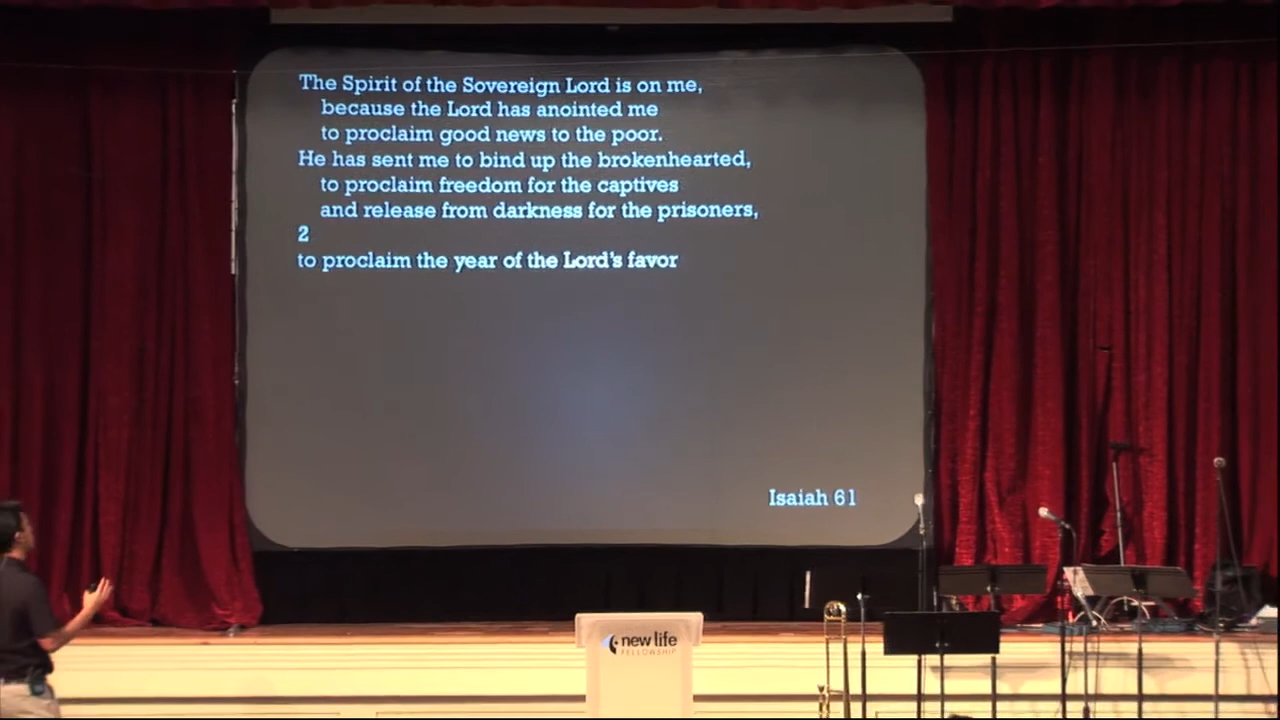 The Spirit of the Sovereign Lord is on me,
because the Lord has anointed me
to proclaim good news to the poor.
He has sent me to bind up the brokenhearted,
to proclaim freedom for the captives
and release from darkness for the prisoners,
2
to proclaim the year of the Lord's favor
Isaiah 61
new life
FELLOWSHIP